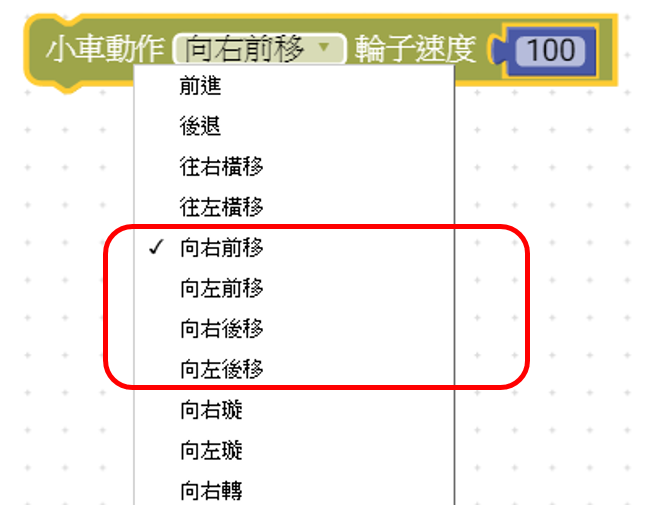 小車動作 向右前移 輪子速度 100
前進
後退
往右橫移
往左橫移
✓ 向右前移
向左前移
向右後移
向左後移
向右璇
向左璇
向右轉